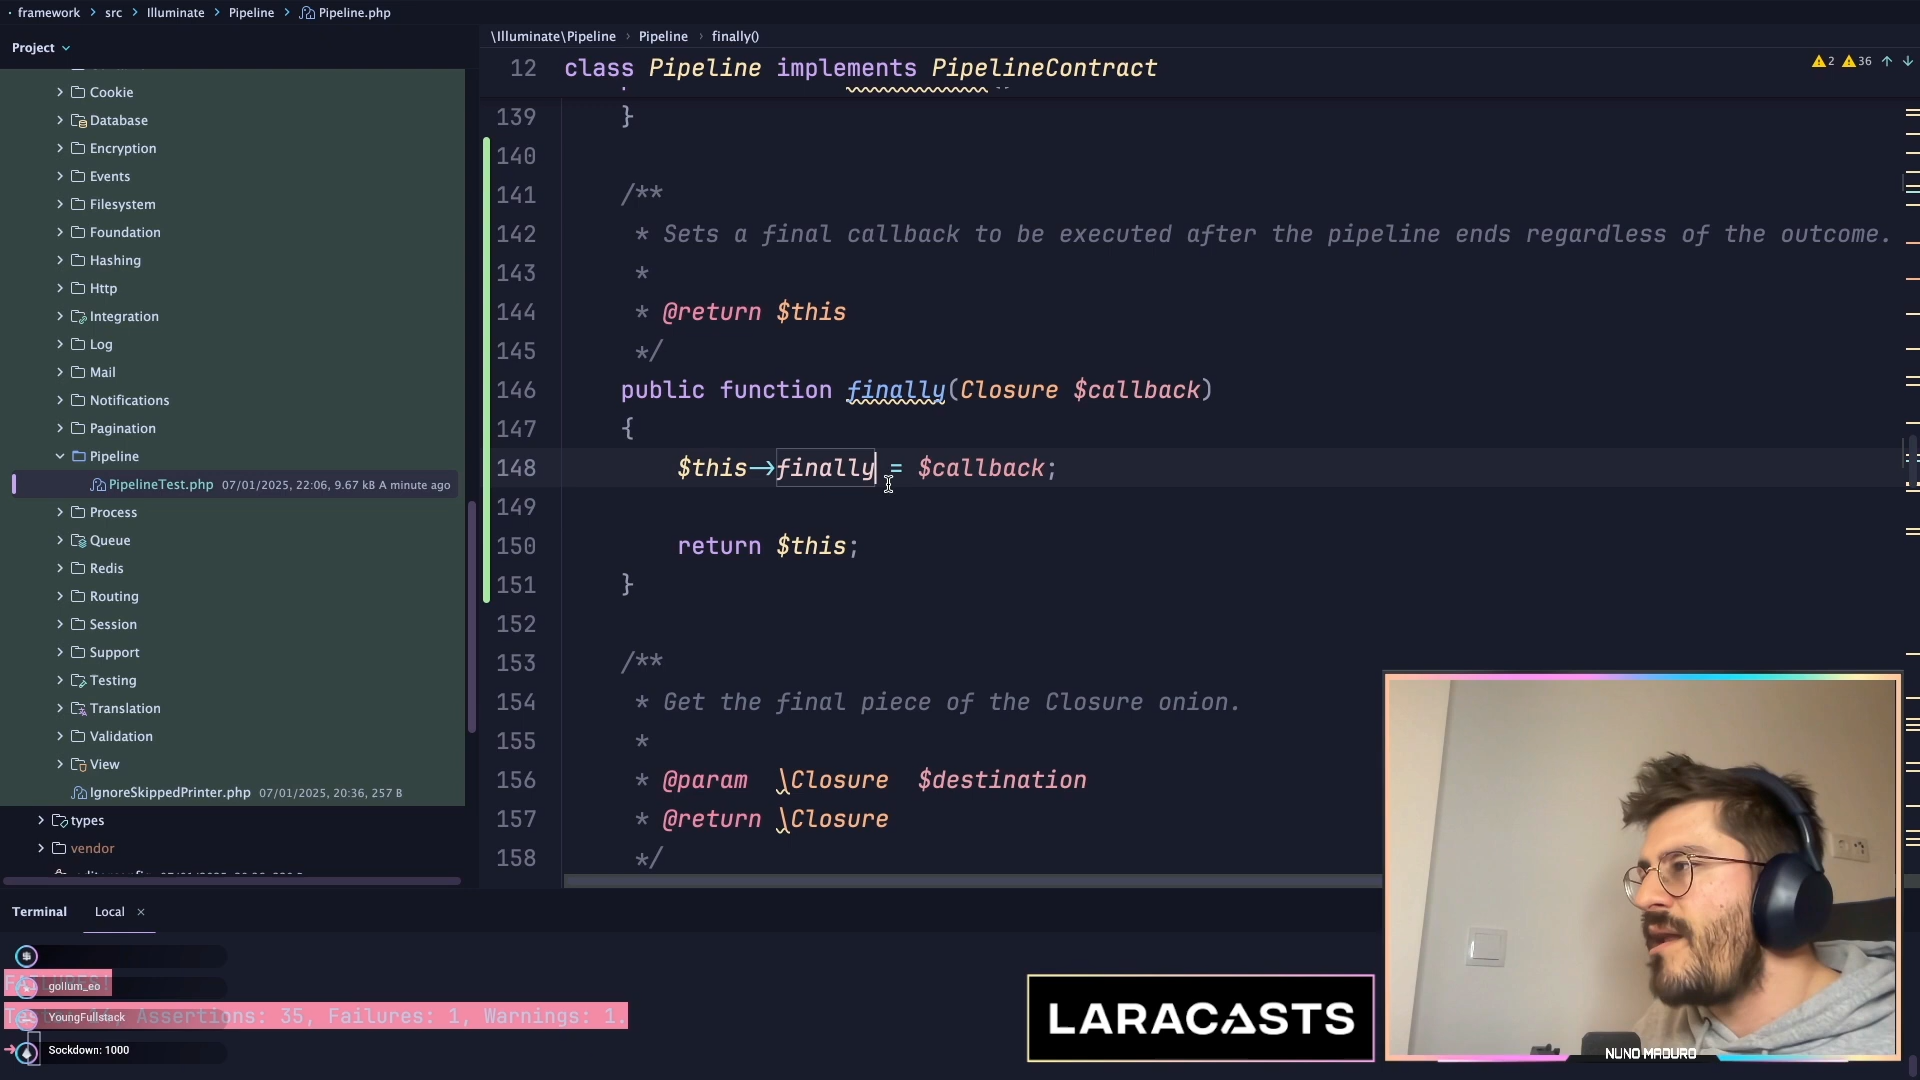 framework > src > Illuminate > Pipeline > Pipeline.php
Project
Cookie
Database
Encryption
Events
Filesystem
Foundation
Hashing
Http
Integration
Log
Mail
Notifications
Pagination
Pipeline
PipelineTest.php 07/01/2025, 22:06, 9.67 kB A minute ago
Process
Queue
Redis
Routing
Session
Support
Testing
Translation
Validation
View
IgnoreSkippedPrinter.php 07/01/2025, 20:36, 257 B
types
vendor
\Illuminate\Pipeline > Pipeline > finally()
2 36
12 class Pipeline implements PipelineContract
139 }
140
141 /**
142 * Sets a final callback to be executed after the pipeline ends regardless of the outcome.
143 *
144 * @return $this
145 */
146 public function finally(Closure $callback)
147 {
148 $this->finally = $callback;
149
150 return $this;
151 }
152
153 /**
154 * Get the final piece of the Closure onion.
155 *
156 * @param \Closure $destination
157 * @return \Closure
158 */
Terminal Local ×
gollum_eo
YoungFullstack
Assertions: 35, Failures: 1, Warnings: 1.
Sockdown: 1000
LARACASTS
NUNO MADURO